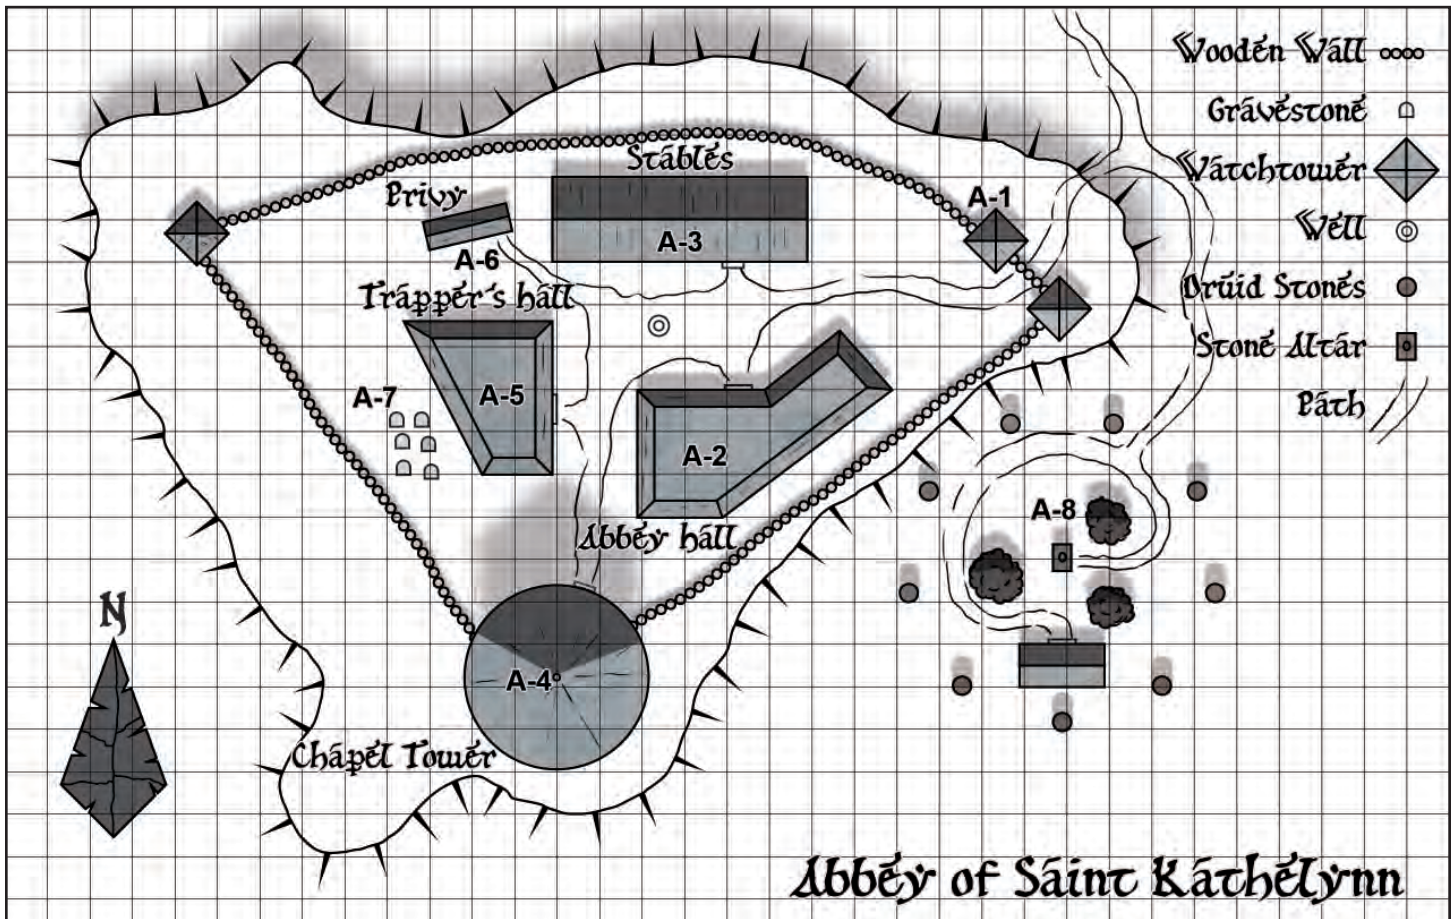 Wooden Wall
Gravestone
Watchtower
Well
Druid Stones
Stone Altar
Path
Stables
Privy
A-1
A-3
A-6
Trapper's hall
A-5
A-7
A-2
Abbey hall
A-8
A-4
Chapel Tower
N
Abbey of Saint Kathelynn